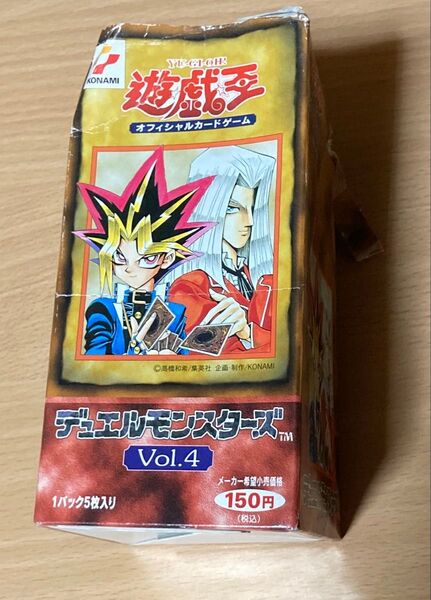 KONAMI
YU-GI-OH!
遊戯王
オフィシャルカードゲーム
©高橋和希/集英社 企画・制作/KONAMI
デュエルモンスターズ™
Vol.4
1パック5枚入り
メーカー希望小売価格
150円
(税込)